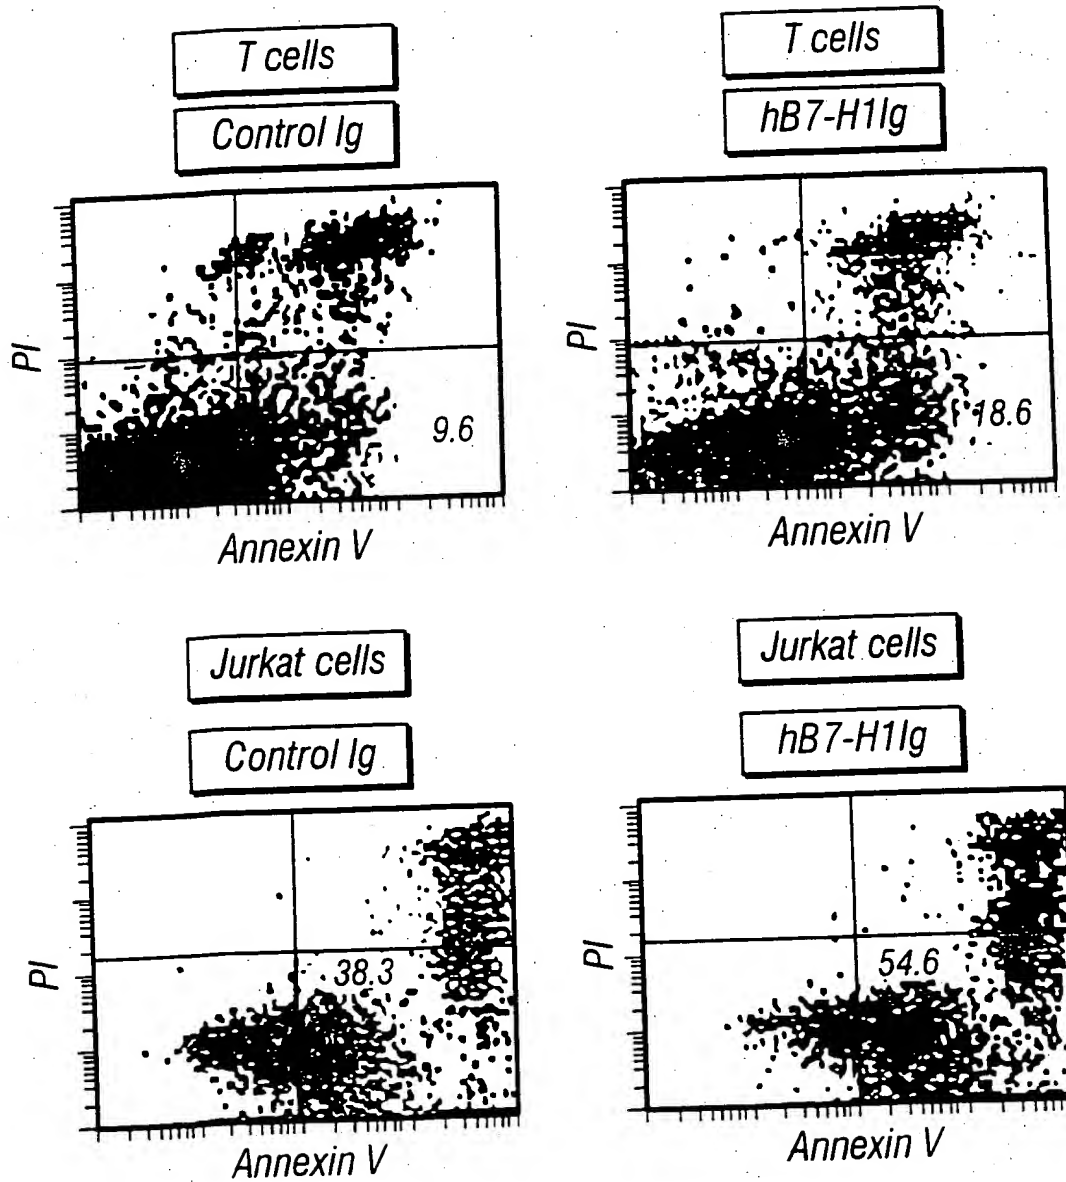 T cells
Control Ig
PI
9.6
Annexin V
T cells
hB7-H1Ig
PI
18.6
Annexin V
Jurkat cells
Control Ig
PI
38.3
Annexin V
Jurkat cells
hB7-H1Ig
PI
54.6
Annexin V